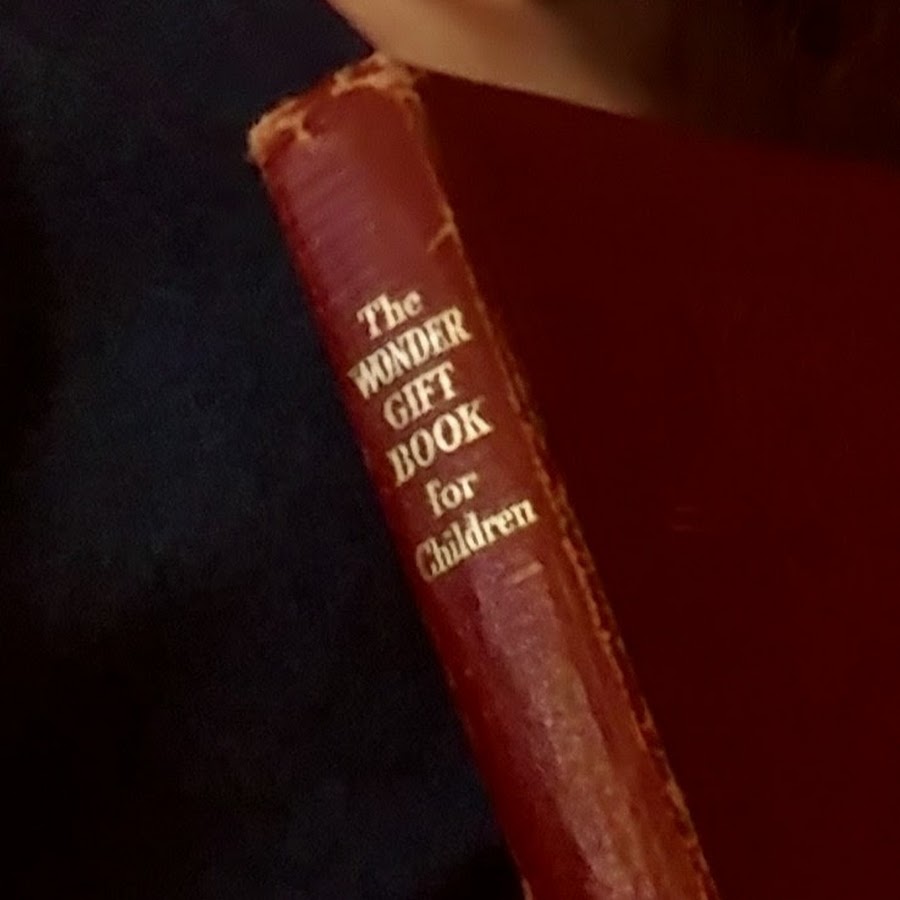 The
WONDER
GIFT
BOOK
for
Children